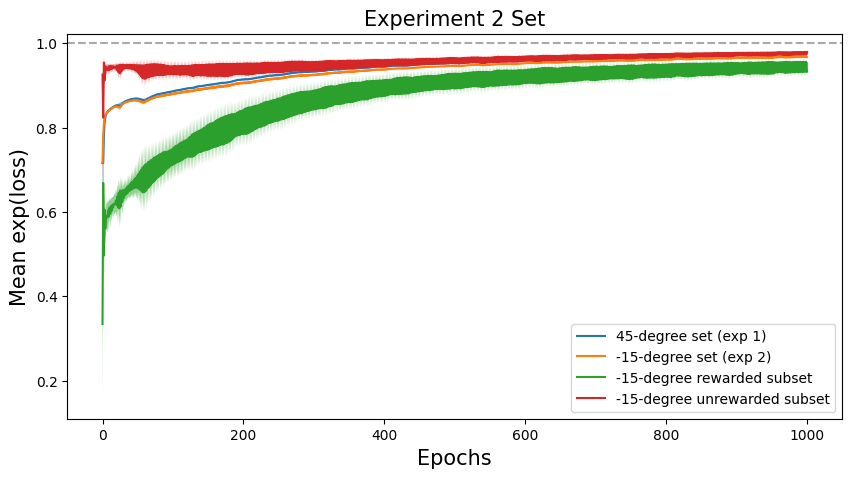 Experiment 2 Set
Mean exp(loss)
1.0
0.8
0.6
0.4
0.2
45-degree set (exp 1)
-15-degree set (exp 2)
-15-degree rewarded subset
-15-degree unrewarded subset
0
200
400
600
800
1000
Epochs